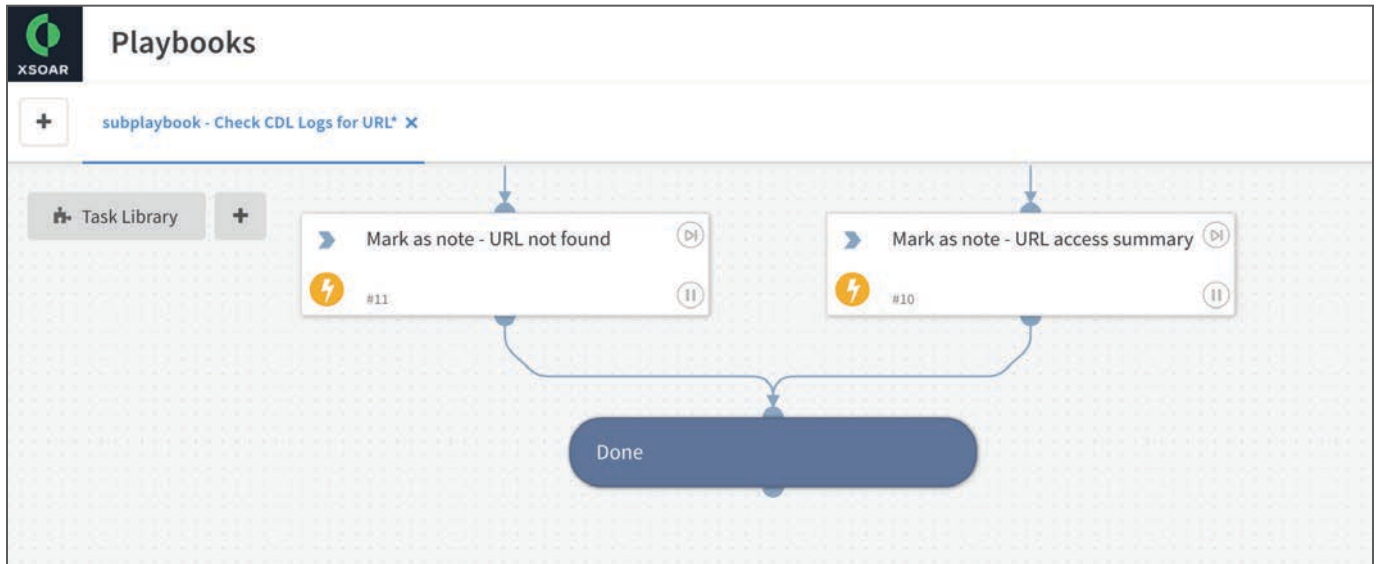 XSOAR
Playbooks
subplaybook - Check CDL Logs for URL*
Task Library
Mark as note - URL not found
#11
Mark as note - URL access summary
#10
Done